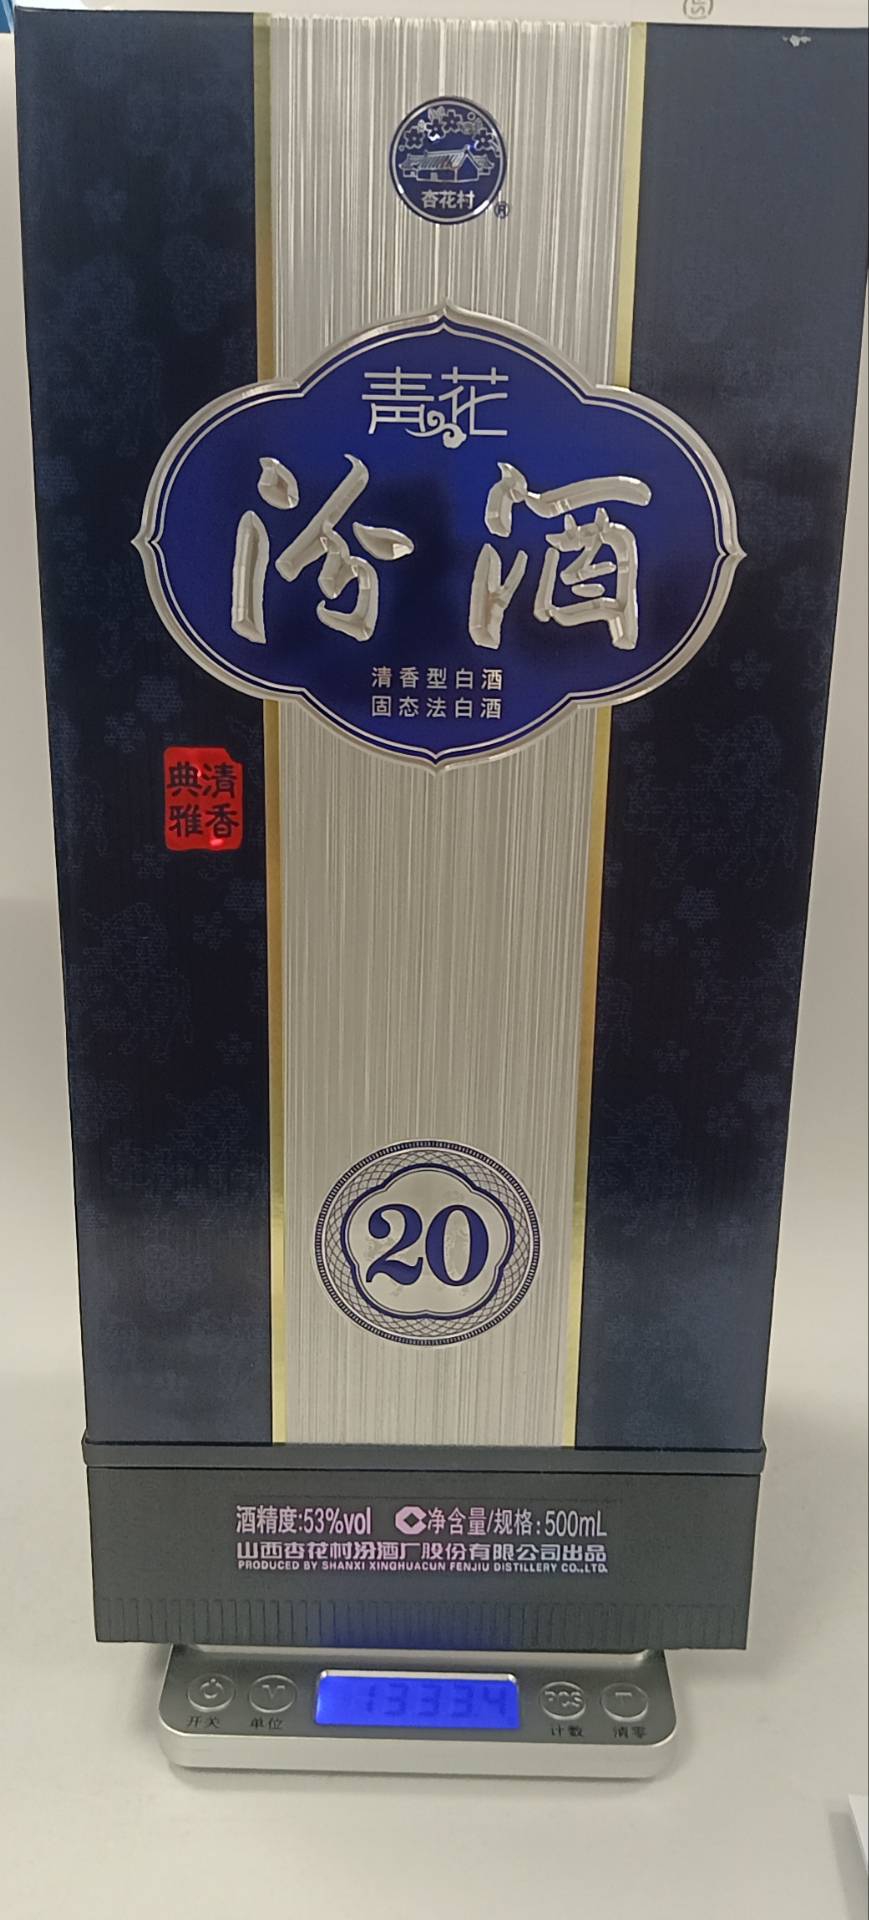 杏花村
®
青花
汾酒
清香型白酒
固态法白酒
清香
典雅
20
酒精度:53%vol 净含量/规格:500mL
山西杏花村汾酒厂股份有限公司出品
PRODUCED BY SHANXI XINGHUACUN FENJIU DISTILLERY CO.,LTD.
1333.4
PCS
开关 单位 计数 清零